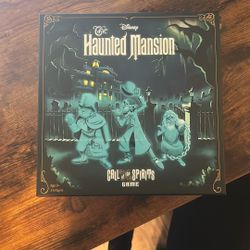 Disney
The
Haunted Mansion
CALL OF THE SPIRITS
GAME